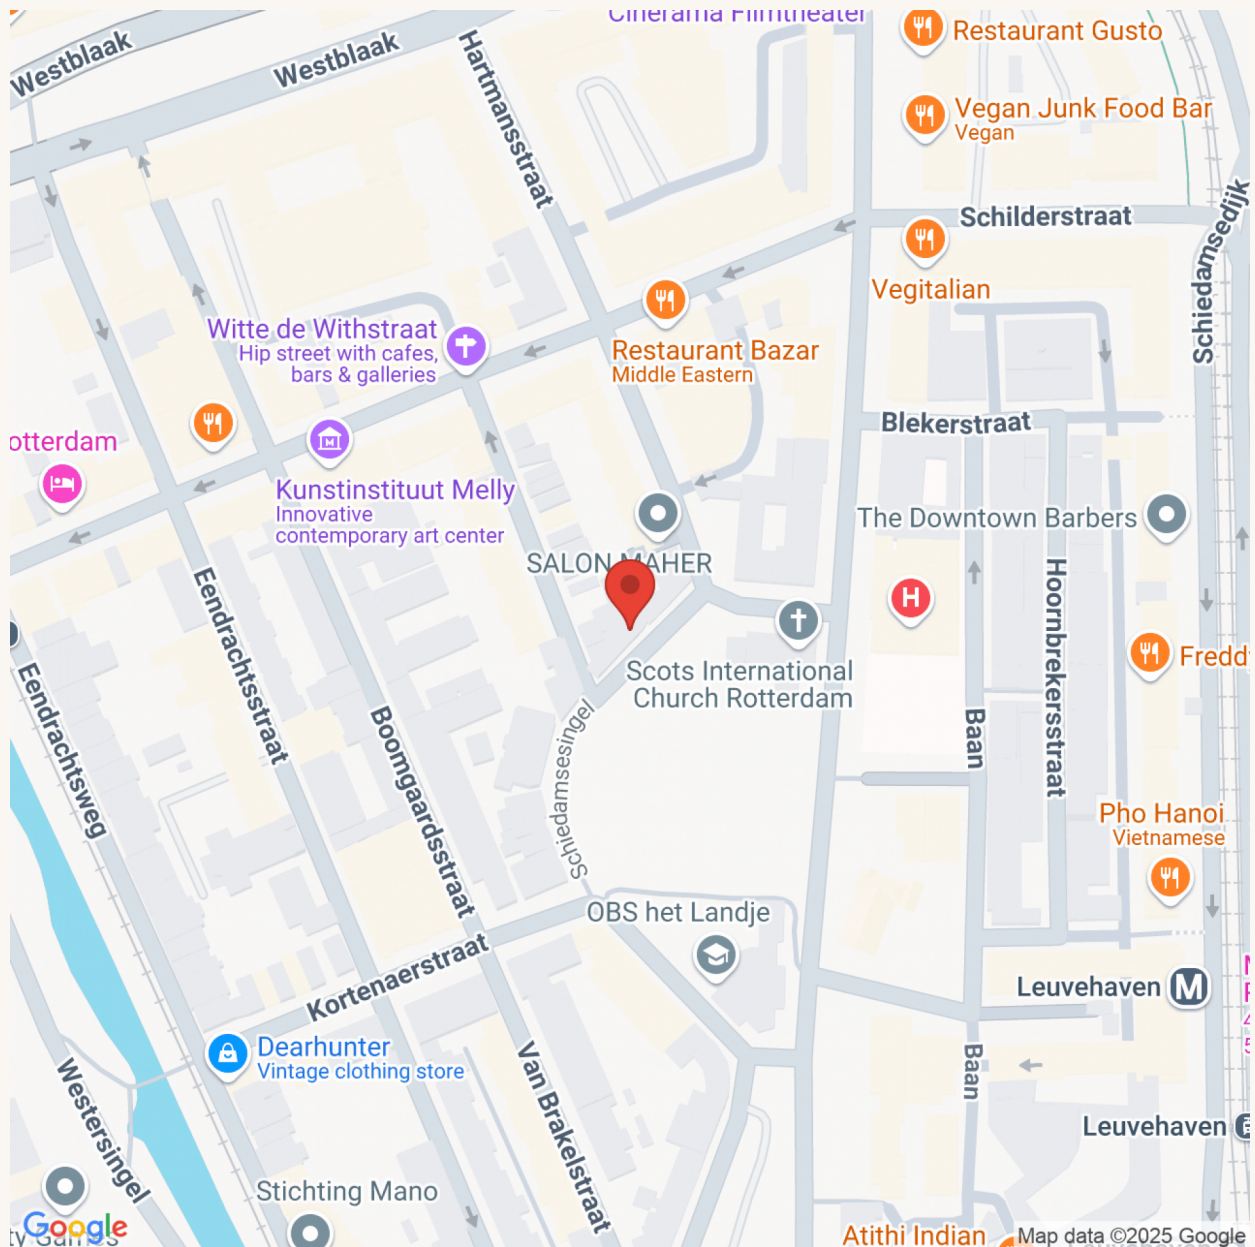 Cinerama Filmtheater
Restaurant Gusto
Westblaak
Westblaak
Hartmansstraat
Vegan Junk Food Bar
Vegan
Schilderstraat
Schiedamsedijk
Vegitalian
Witte de Withstraat
Hip street with cafes,
bars & galleries
Restaurant Bazar
Middle Eastern
Blekerstraat
otterdam
Kunstinstituut Melly
Innovative
contemporary art center
The Downtown Barbers
SALON MAHER
H
Eendrachtsstraat
Hoornbrekersstraat
Scots International
Church Rotterdam
Fredd
Eendrachtsweg
Boomgaardsstraat
Schiedamsesingel
Baan
Pho Hanoi
Vietnamese
OBS het Landje
Kortenaerstraat
Leuvehaven
M
Dearhunter
Vintage clothing store
Van Brakelstraat
Baan
Westersingel
Leuvehaven
Stichting Mano
Google
Atithi Indian
Map data ©2025 Google